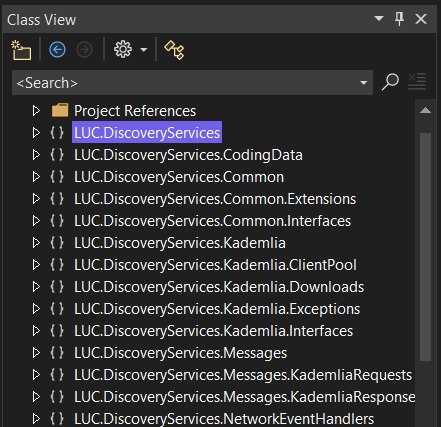 Class View
<Search>
Project References
{ } LUC.DiscoveryServices
{ } LUC.DiscoveryServices.CodingData
{ } LUC.DiscoveryServices.Common
{ } LUC.DiscoveryServices.Common.Extensions
{ } LUC.DiscoveryServices.Common.Interfaces
{ } LUC.DiscoveryServices.Kademlia
{ } LUC.DiscoveryServices.Kademlia.ClientPool
{ } LUC.DiscoveryServices.Kademlia.Downloads
{ } LUC.DiscoveryServices.Kademlia.Exceptions
{ } LUC.DiscoveryServices.Kademlia.Interfaces
{ } LUC.DiscoveryServices.Messages
{ } LUC.DiscoveryServices.Messages.KademliaRequests
{ } LUC.DiscoveryServices.Messages.KademliaResponse
{ } LUC.DiscoveryServices.NetworkEventHandlers